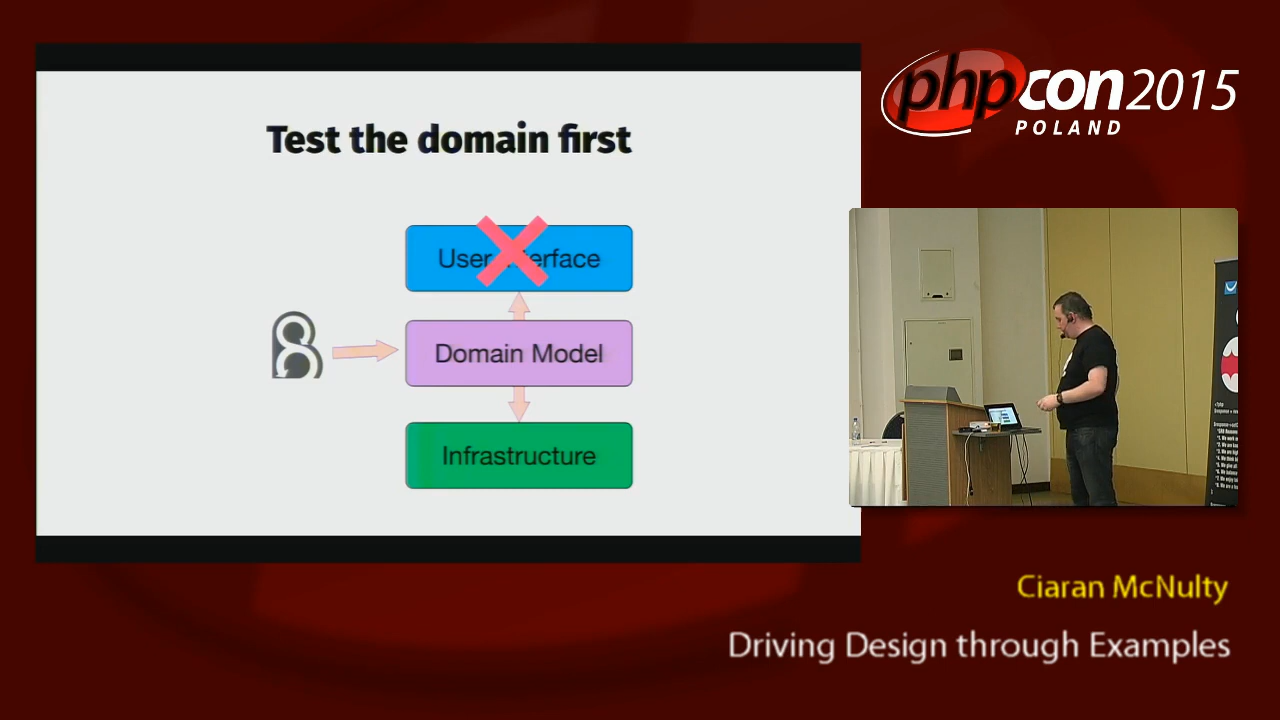 Test the domain first
User Interface
Domain Model
Infrastructure
phpcon2015
POLAND
Ciaran McNulty
Driving Design through Examples